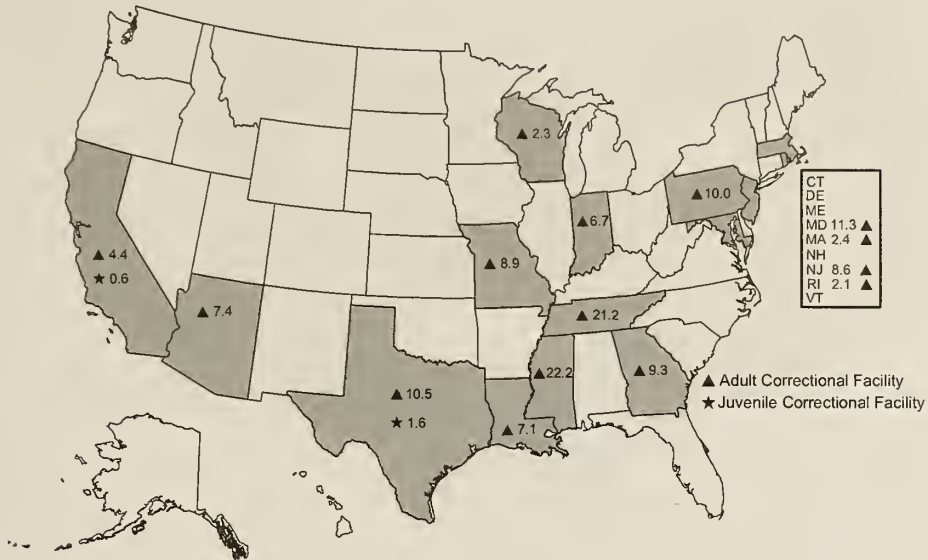 ▲ 2.3
▲ 10.0
▲ 6.7
▲ 4.4
★ 0.6
▲ 8.9
▲ 7.4
▲ 21.2
▲ 10.5
★ 1.6
▲ 22.2
▲ 9.3
▲ 7.1
CT
DE
ME
MD 11.3 ▲
MA 2.4 ▲
NH
NJ 8.6 ▲
RI 2.1 ▲
VT
▲ Adult Correctional Facility
★ Juvenile Correctional Facility